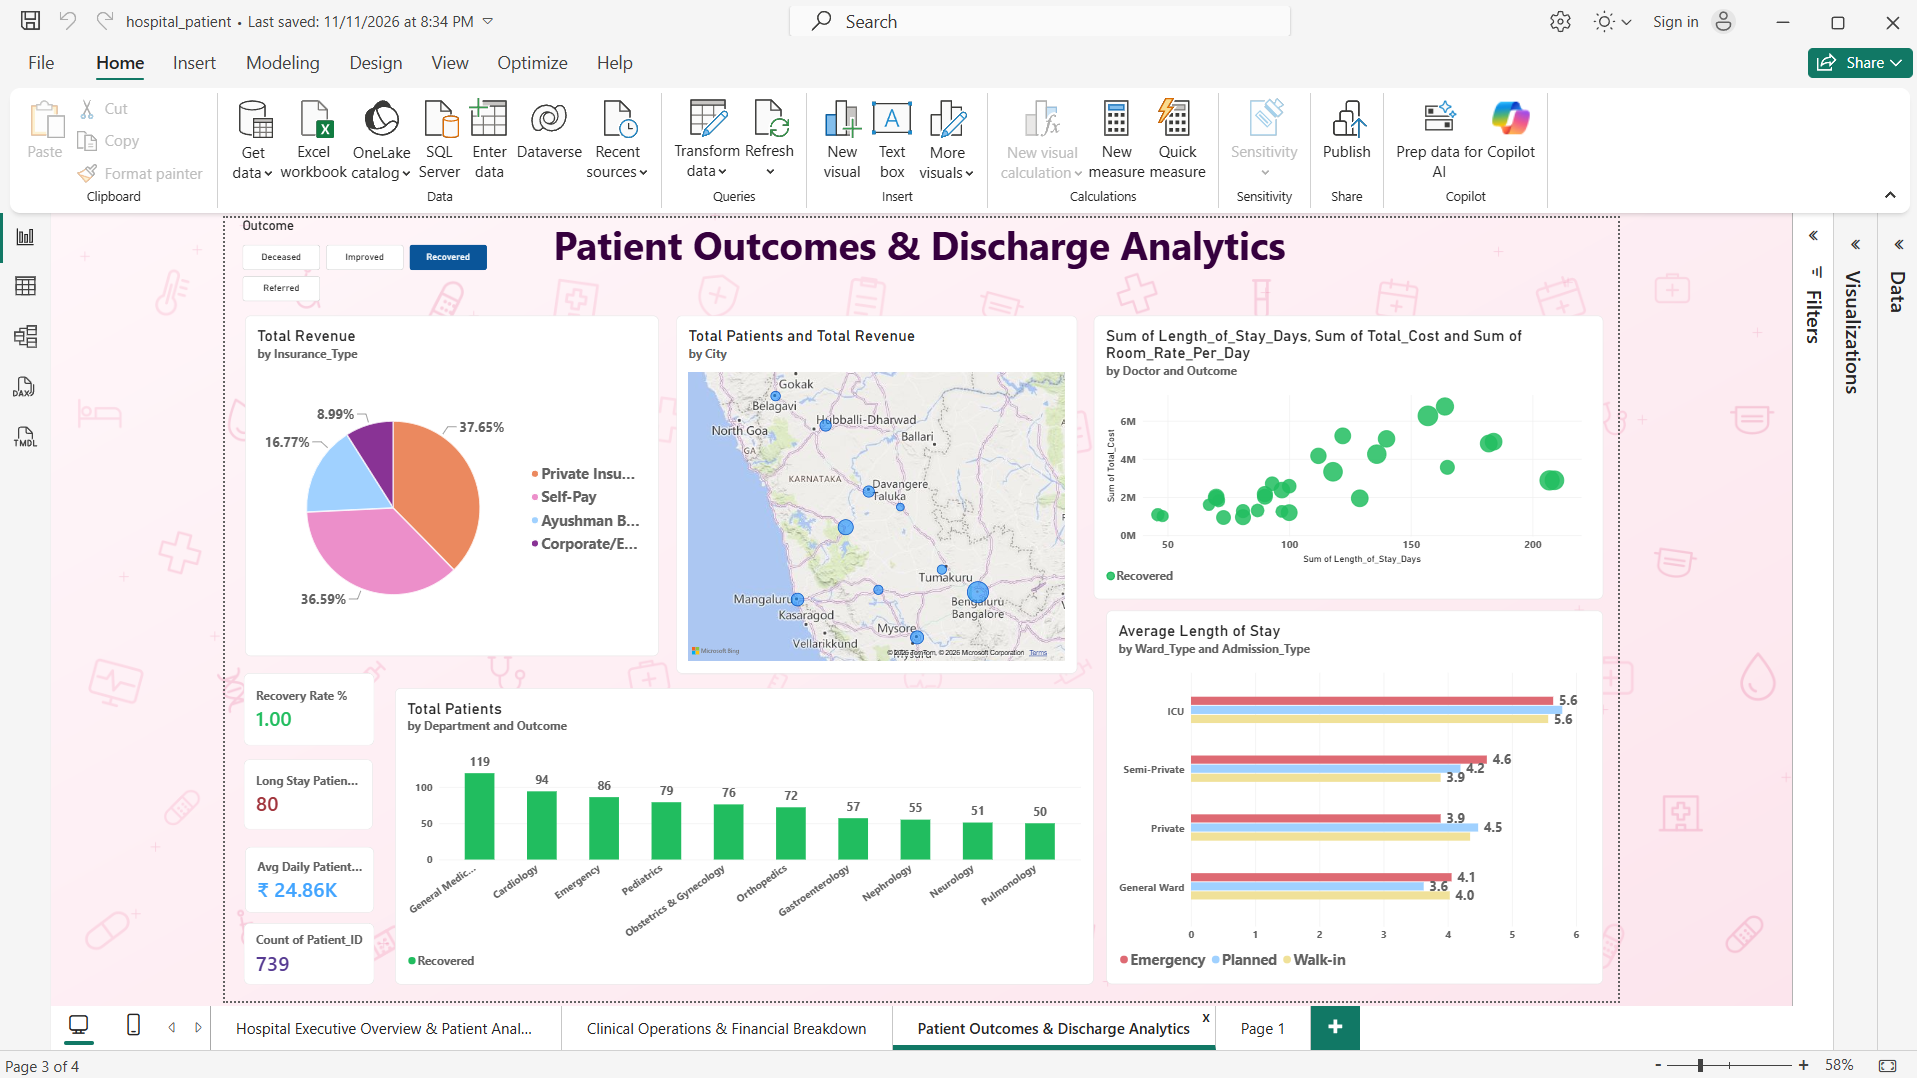 hospital_patient • Last saved: 11/11/2026 at 8:34 PM
Search
Sign in
File
Home
Insert
Modeling
Design
View
Optimize
Help
Share
Paste
Cut
Copy
Format painter
Clipboard
Get data
Excel workbook
OneLake catalog
SQL Server
Enter data
Dataverse
Recent sources
Data
Transform data
Refresh
Queries
New visual
Text box
More visuals
Insert
New visual calculation
New measure
Quick measure
Calculations
Sensitivity
Sensitivity
Publish
Share
Prep data for AI
Copilot
Copilot
DAX
TMDL
Outcome
Deceased
Improved
Recovered
Referred
Patient Outcomes & Discharge Analytics
Total Revenue
by Insurance_Type
8.99%
37.65%
16.77%
36.59%
Private Insu...
Self-Pay
Ayushman B...
Corporate/E...
Total Patients and Total Revenue
by City
Gokak
Belagavi
Hubballi-Dharwad
North Goa
Ballari
GA
KARNATAKA
Davangere
Taluka
Tumakuru
Mangaluru
Bengaluru
Bangalore
Kasaragod
Mysore
Vellarikkund
Mysuru
Microsoft Bing
© 2026 TomTom, © 2026 Microsoft Corporation Terms
Sum of Length_of_Stay_Days, Sum of Total_Cost and Sum of
Room_Rate_Per_Day
by Doctor and Outcome
Sum of Total_Cost
6M
4M
2M
0M
50
100
150
200
Sum of Length_of_Stay_Days
Recovered
Filters
Visualizations
Data
Recovery Rate %
1.00
Long Stay Patien...
80
Avg Daily Patient...
₹ 24.86K
Count of Patient_ID
739
Total Patients
by Department and Outcome
100
50
0
119
94
86
79
76
72
57
55
51
50
General Medic...
Cardiology
Emergency
Pediatrics
Obstetrics & Gynecology
Orthopedics
Gastroenterology
Nephrology
Neurology
Pulmonology
Recovered
Average Length of Stay
by Ward_Type and Admission_Type
ICU
5.6
5.6
Semi-Private
4.6
4.2
3.9
Private
3.9
4.5
General Ward
4.1
3.6
4.0
0
1
2
3
4
5
6
Emergency
Planned
Walk-in
Hospital Executive Overview & Patient Anal...
Clinical Operations & Financial Breakdown
Patient Outcomes & Discharge Analytics
x
Page 1
+
Page 3 of 4
- +
58%